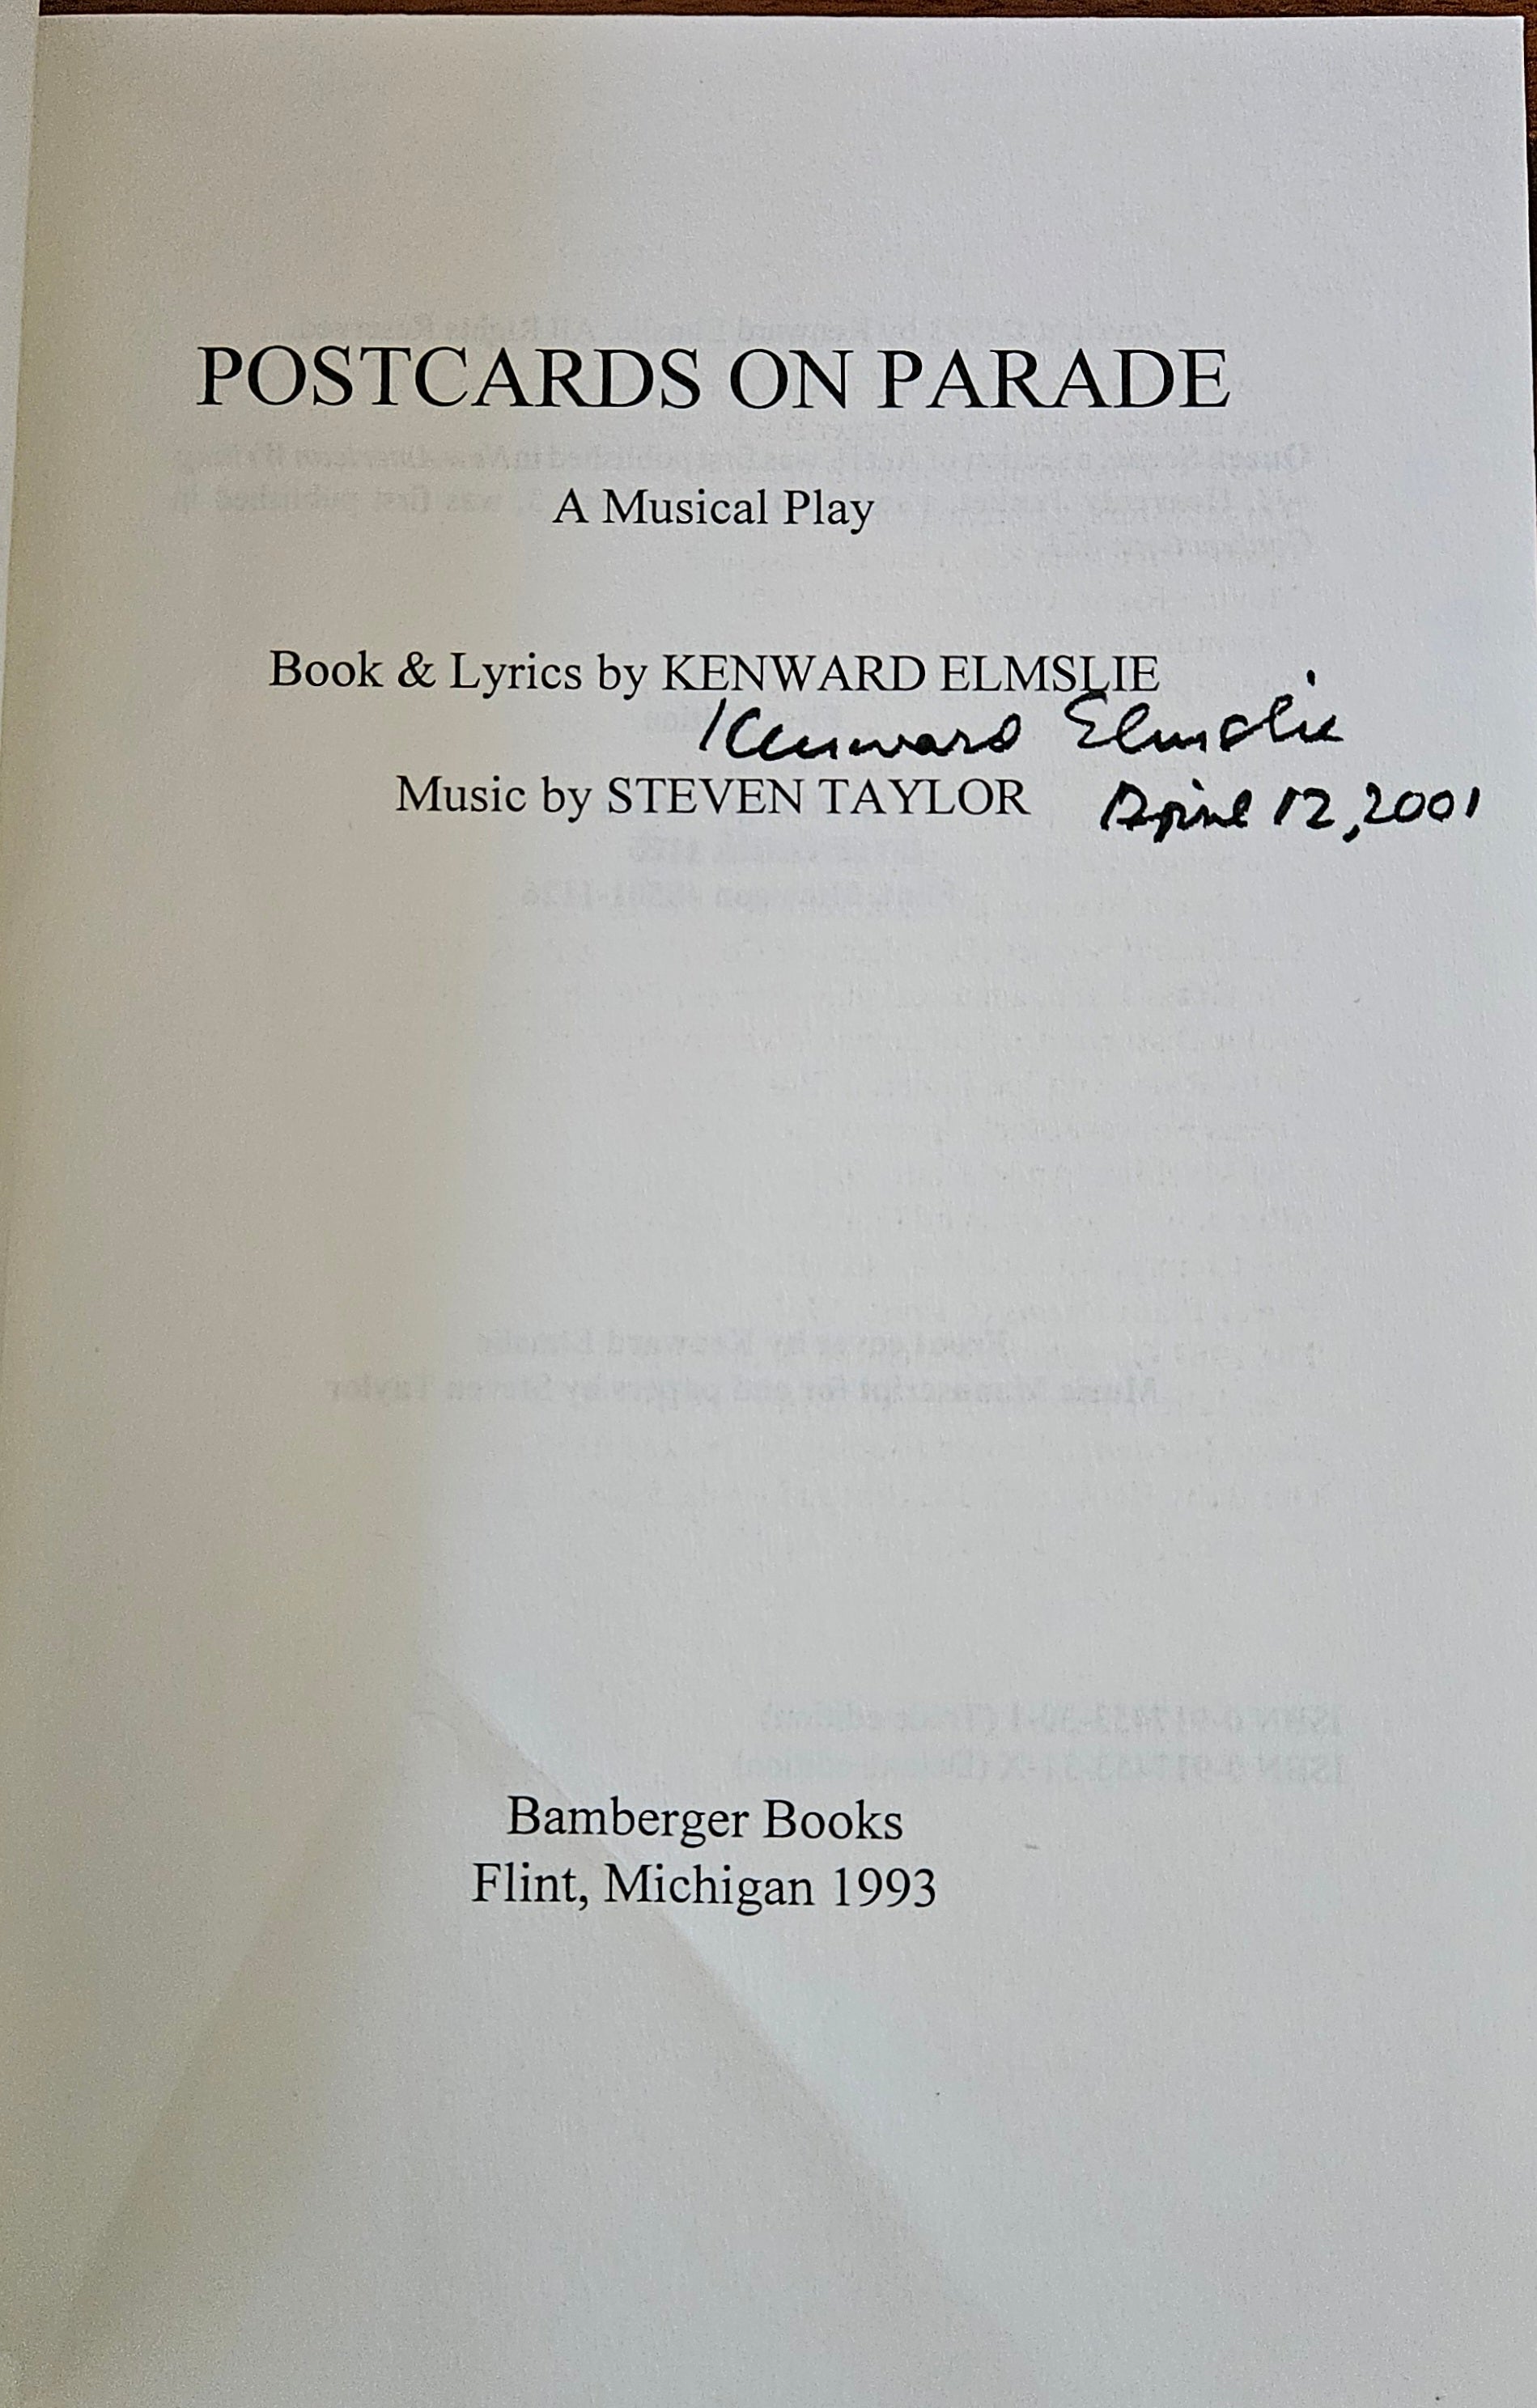 POSTCARDS ON PARADE
A Musical Play
Book & Lyrics by KENWARD ELMSLIE
Kenward Elmslie
Music by STEVEN TAYLOR
April 12, 2001
Bamberger Books
Flint, Michigan 1993